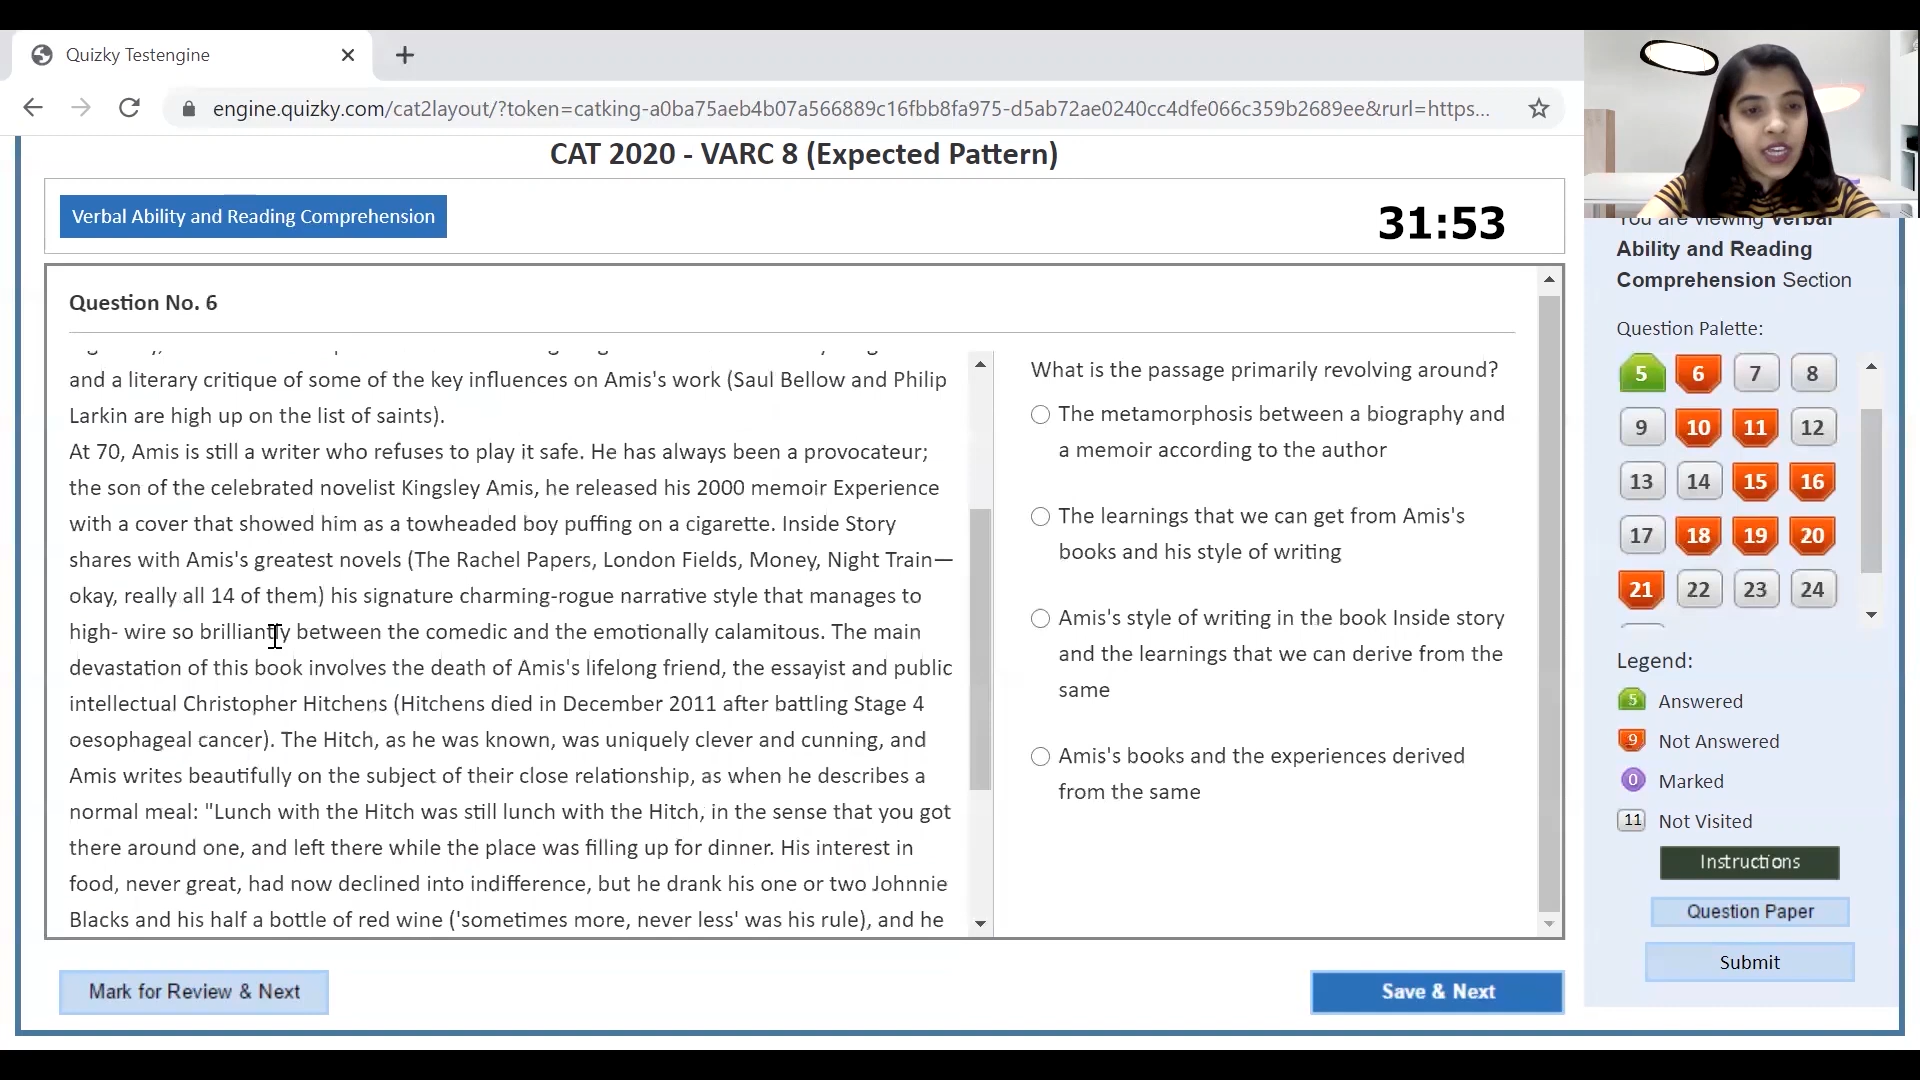 Quizky Testengine
engine.quizky.com/cat2layout/?token=catking-a0ba75aeb4b07a566889c16fbb8fa975-d5ab72ae0240cc4dfe066c359b2689ee&rurl=https...
CAT 2020 - VARC 8 (Expected Pattern)
Verbal Ability and Reading Comprehension
31:53
Question No. 6
and a literary critique of some of the key influences on Amis's work (Saul Bellow and Philip
Larkin are high up on the list of saints).
At 70, Amis is still a writer who refuses to play it safe. He has always been a provocateur;
the son of the celebrated novelist Kingsley Amis, he released his 2000 memoir Experience
with a cover that showed him as a towheaded boy puffing on a cigarette. Inside Story
shares with Amis's greatest novels (The Rachel Papers, London Fields, Money, Night Train—
okay, really all 14 of them) his signature charming-rogue narrative style that manages to
high- wire so brilliantly between the comedic and the emotionally calamitous. The main
devastation of this book involves the death of Amis's lifelong friend, the essayist and public
intellectual Christopher Hitchens (Hitchens died in December 2011 after battling Stage 4
oesophageal cancer). The Hitch, as he was known, was uniquely clever and cunning, and
Amis writes beautifully on the subject of their close relationship, as when he describes a
normal meal: "Lunch with the Hitch was still lunch with the Hitch, in the sense that you got
there around one, and left there while the place was filling up for dinner. His interest in
food, never great, had now declined into indifference, but he drank his one or two Johnnie
Blacks and his half a bottle of red wine ('sometimes more, never less' was his rule), and he
What is the passage primarily revolving around?
The metamorphosis between a biography and
a memoir according to the author
The learnings that we can get from Amis's
books and his style of writing
Amis's style of writing in the book Inside story
and the learnings that we can derive from the
same
Amis's books and the experiences derived
from the same
Mark for Review & Next
Save & Next
You are viewing Verbal
Ability and Reading
Comprehension Section
Question Palette:
5 6 7 8
9 10 11 12
13 14 15 16
17 18 19 20
21 22 23 24
Legend:
5 Answered
9 Not Answered
0 Marked
11 Not Visited
Instructions
Question Paper
Submit